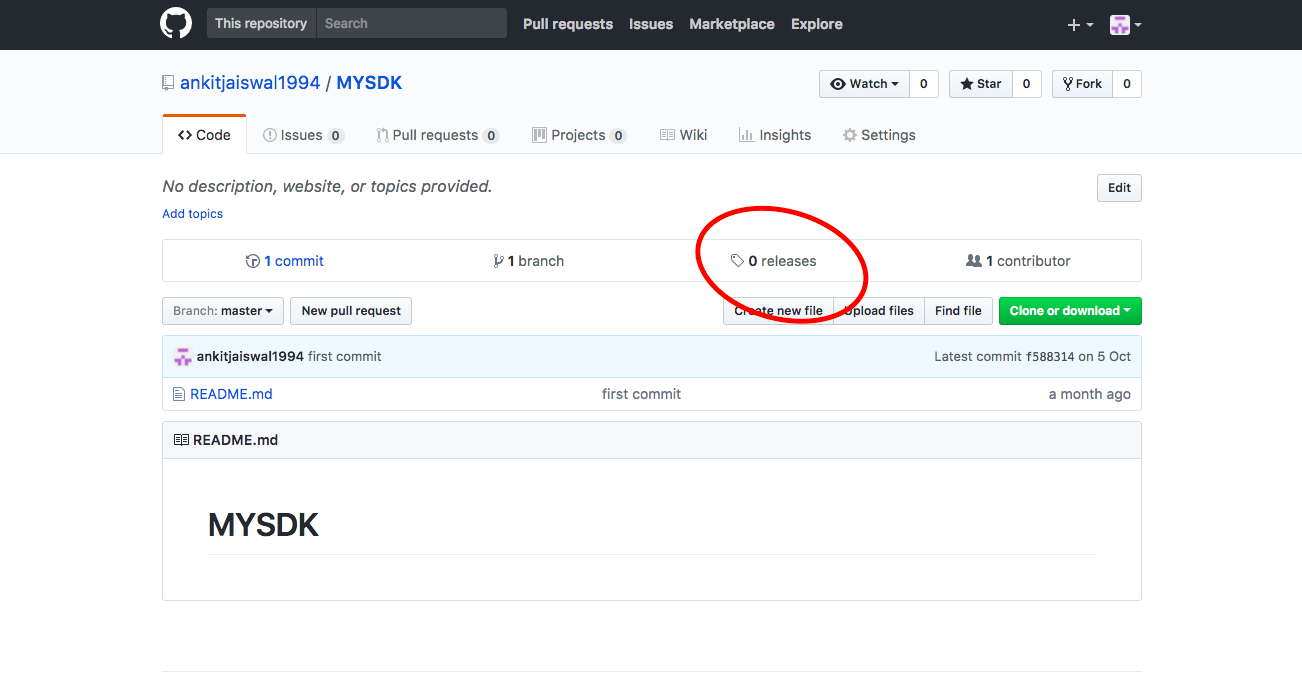 This repository Search Pull requests Issues Marketplace Explore
ankitjaiswal1994 / MYSDK Watch 0 Star 0 Fork 0
Code Issues 0 Pull requests 0 Projects 0 Wiki Insights Settings
No description, website, or topics provided. Edit
Add topics
1 commit 1 branch 0 releases 1 contributor
Branch: master New pull request Create new file Upload files Find file Clone or download
ankitjaiswal1994 first commit Latest commit f588314 on 5 Oct
README.md first commit a month ago
README.md
MYSDK